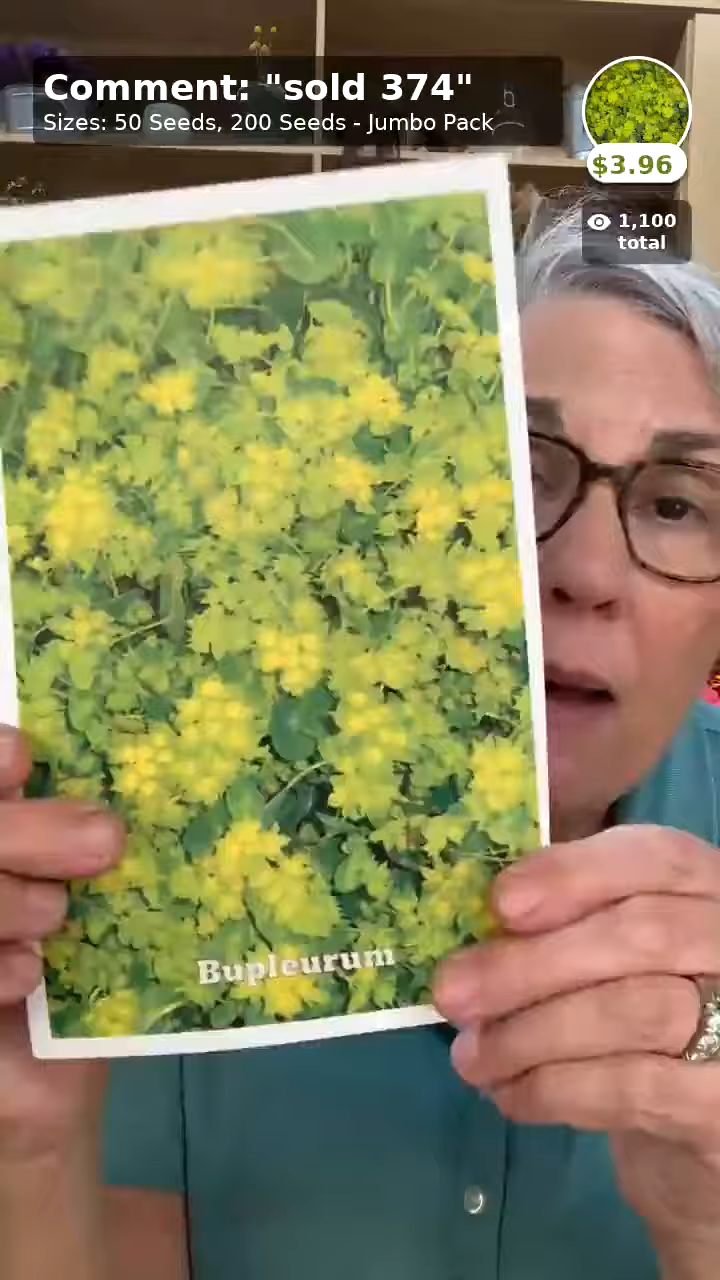 Comment: "sold 374"
Sizes: 50 Seeds, 200 Seeds - Jumbo Pack
$3.96
1,100
total
Bupleurum